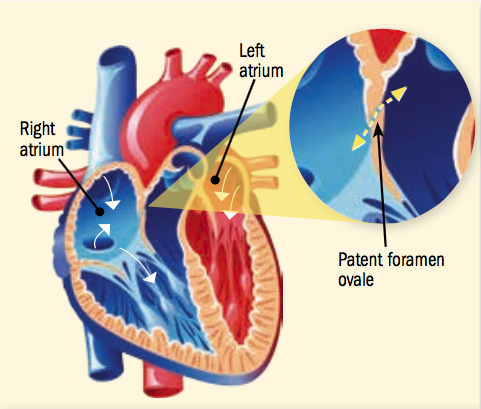 Left
atrium
Right
atrium
Patent foramen
ovale